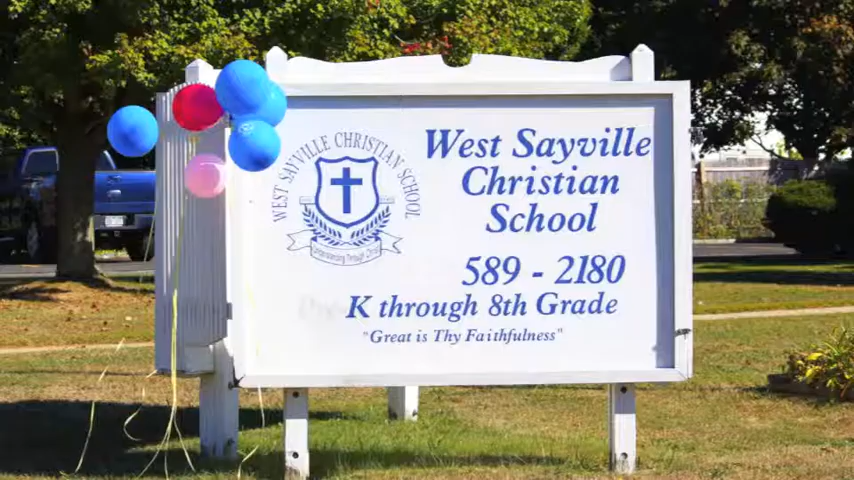 WEST SAYVILLE CHRISTIAN SCHOOL
West Sayville
Christian
School
589 - 2180
K through 8th Grade
"Great is Thy Faithfulness"